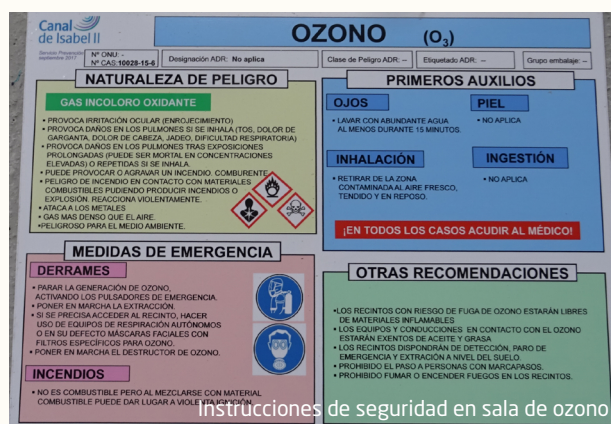 Canal
de Isabel II
OZONO (O3)
Servicio Prevención
septiembre 2017
Nº ONU: -
Nº CAS:10028-15-6
Designación ADR: No aplica
Clase de Peligro ADR: --
Etiquetado ADR: --
Grupo embalaje: --
NATURALEZA DE PELIGRO
GAS INCOLORO OXIDANTE
• PROVOCA IRRITACIÓN OCULAR (ENROJECIMIENTO)
• PROVOCA DAÑOS EN LOS PULMONES SI SE INHALA (TOS, DOLOR DE
GARGANTA, DOLOR DE CABEZA, JADEO, DIFICULTAD RESPIRATORIA)
• PROVOCA DAÑOS EN LOS PULMONES TRAS EXPOSICIONES
PROLONGADAS (PUEDE SER MORTAL EN CONCENTRACIONES
ELEVADAS) O REPETIDAS SI SE INHALA.
• PUEDE PROVOCAR O AGRAVAR UN INCENDIO. COMBURENTE
• PELIGRO DE INCENDIO EN CONTACTO CON MATERIALES
COMBUSTIBLES PUDIENDO PRODUCIR INCENDIOS O
EXPLOSIÓN. REACCIONA VIOLENTAMENTE.
• ATACA A LOS METALES
• GAS MAS DENSO QUE EL AIRE.
•PELIGROSO PARA EL MEDIO AMBIENTE.
PRIMEROS AUXILIOS
OJOS
• LAVAR CON ABUNDANTE AGUA
AL MENOS DURANTE 15 MINUTOS.
PIEL
• NO APLICA
INHALACIÓN
• RETIRAR DE LA ZONA
CONTAMINADA AL AIRE FRESCO,
TENDIDO Y EN REPOSO.
INGESTIÓN
• NO APLICA
¡EN TODOS LOS CASOS ACUDIR AL MÉDICO!
MEDIDAS DE EMERGENCIA
DERRAMES
• PARAR LA GENERACIÓN DE OZONO,
ACTIVANDO LOS PULSADORES DE EMERGENCIA.
• PONER EN MARCHA LA EXTRACCIÓN.
• SI SE PRECISA ACCEDER AL RECINTO, HACER
USO DE EQUIPOS DE RESPIRACIÓN AUTÓNOMOS
O EN SU DEFECTO MÁSCARAS FACIALES CON
FILTROS ESPECÍFICOS PARA OZONO.
• PONER EN MARCHA EL DESTRUCTOR DE OZONO.
INCENDIOS
• NO ES COMBUSTIBLE PERO AL MEZCLARSE CON MATERIAL
COMBUSTIBLE PUEDE DAR LUGAR A VIOLENTA IGNICIÓN.
OTRAS RECOMENDACIONES
•LOS RECINTOS CON RIESGO DE FUGA DE OZONO ESTARÁN LIBRES
DE MATERIALES INFLAMABLES
• LOS EQUIPOS Y CONDUCCIONES EN CONTACTO CON EL OZONO
ESTARÁN EXENTOS DE ACEITE Y GRASA
• LOS RECINTOS DISPONDRÁN DE DETECCIÓN, PARO DE
EMERGENCIA Y EXTRACCIÓN A NIVEL DEL SUELO.
• PROHIBIDO EL PASO A PERSONAS CON MARCAPASOS.
• PROHIBIDO FUMAR O ENCENDER FUEGOS EN LOS RECINTOS.
Instrucciones de seguridad en sala de ozono